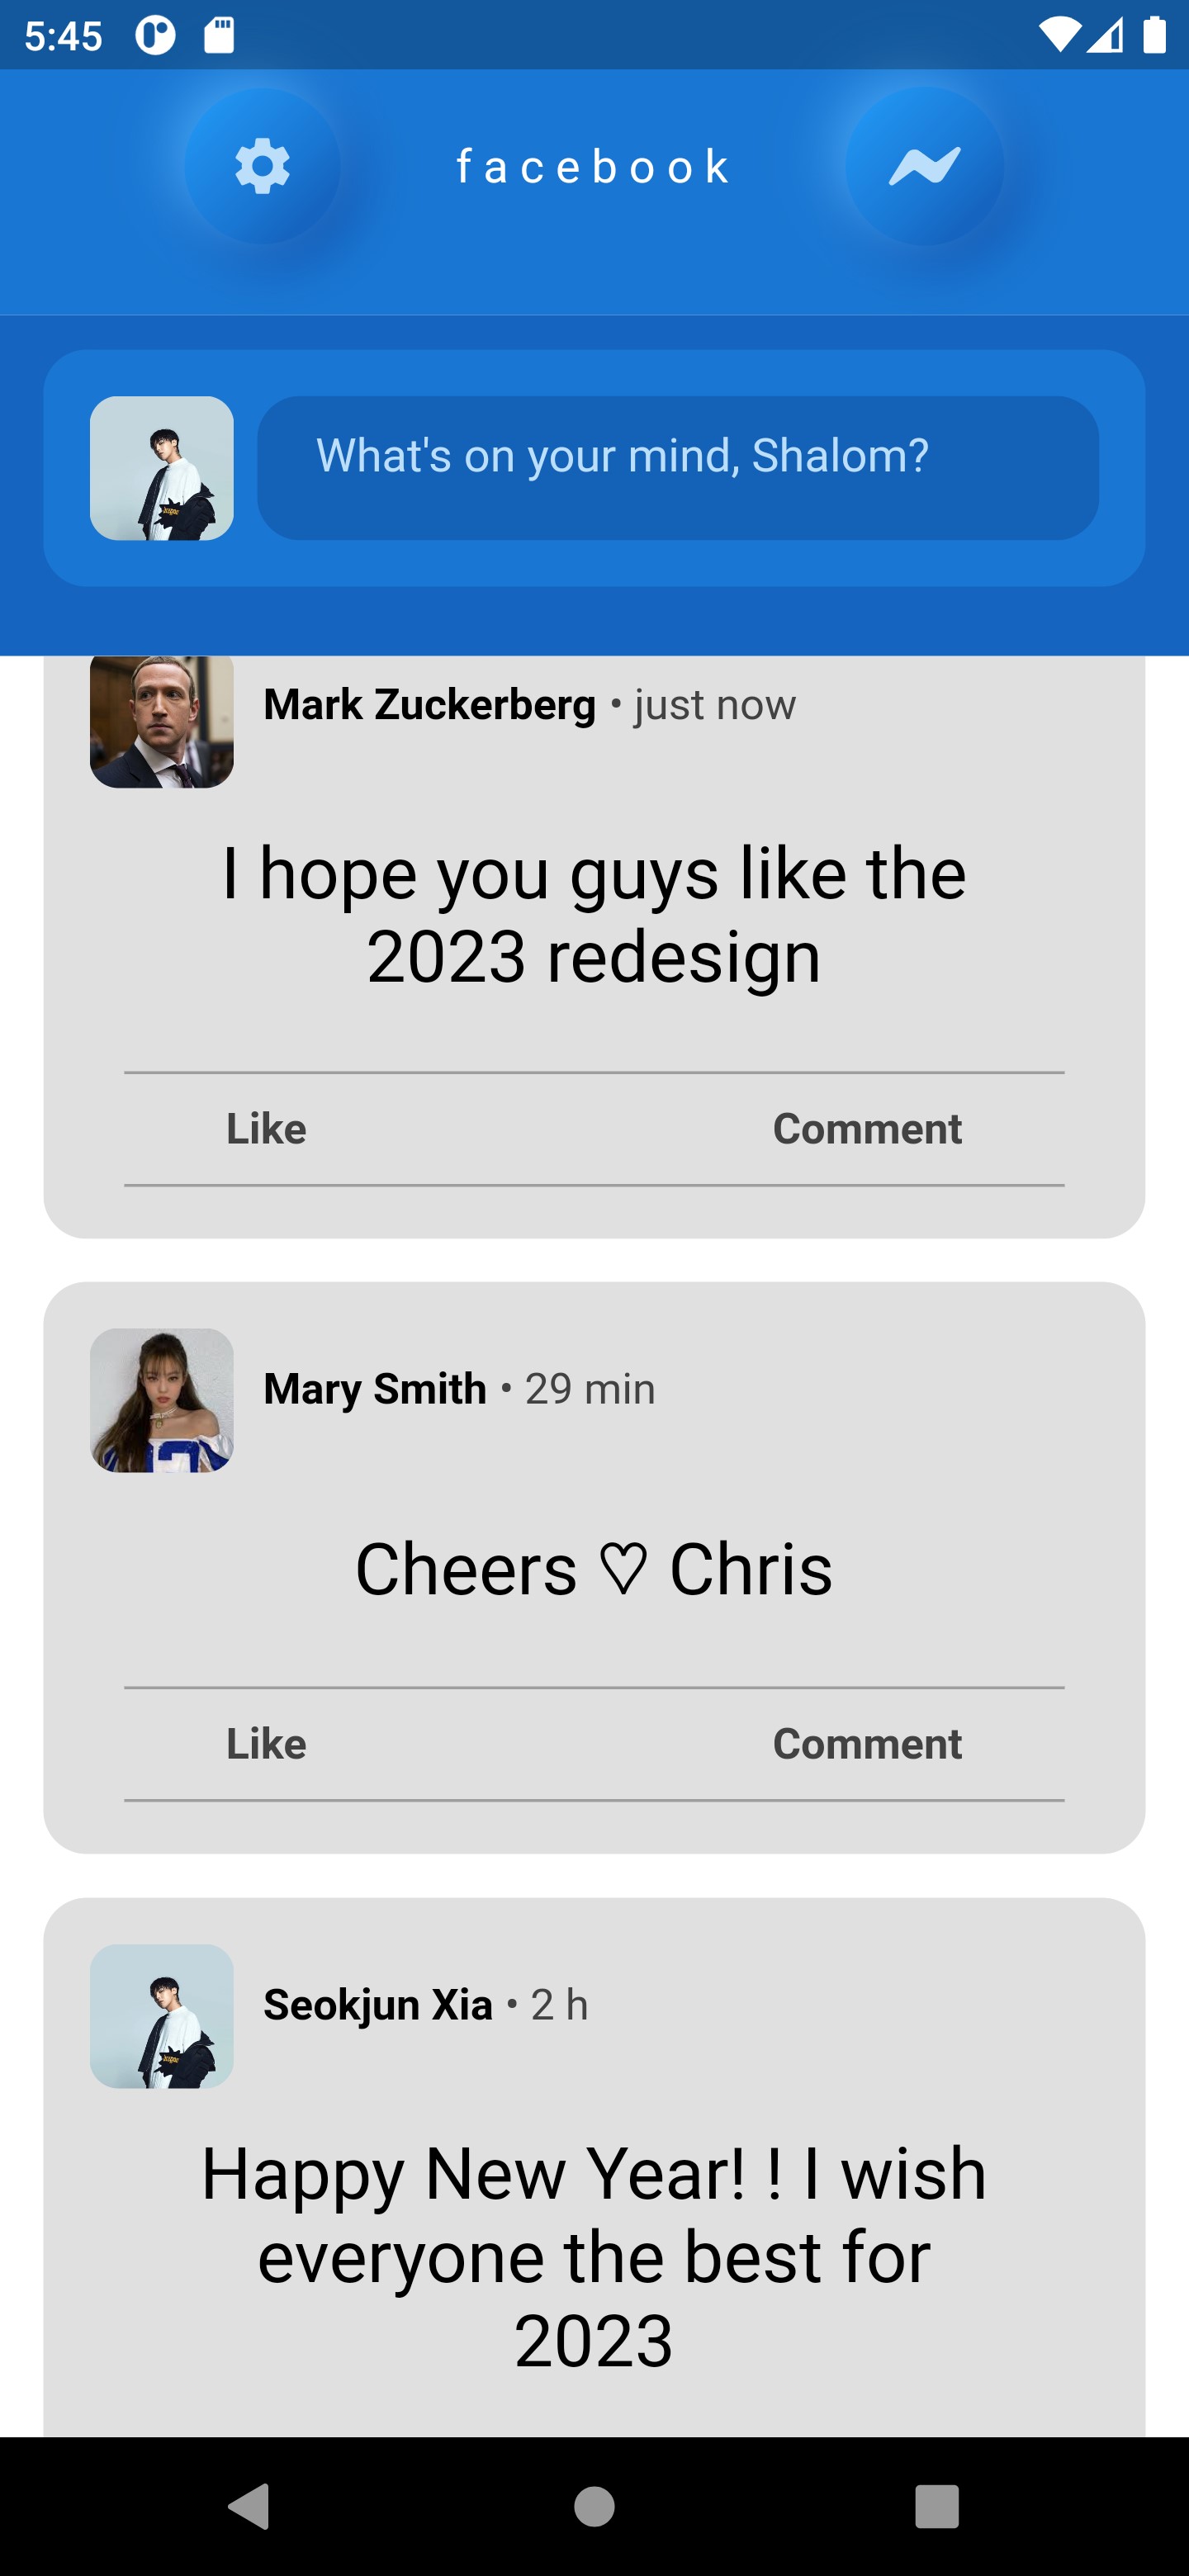 5:45
facebook
What's on your mind, Shalom?
Mark Zuckerberg • just now
I hope you guys like the
2023 redesign
Like Comment
Mary Smith • 29 min
Cheers ♡ Chris
Like Comment
Seokjun Xia • 2 h
Happy New Year! ! I wish
everyone the best for
2023